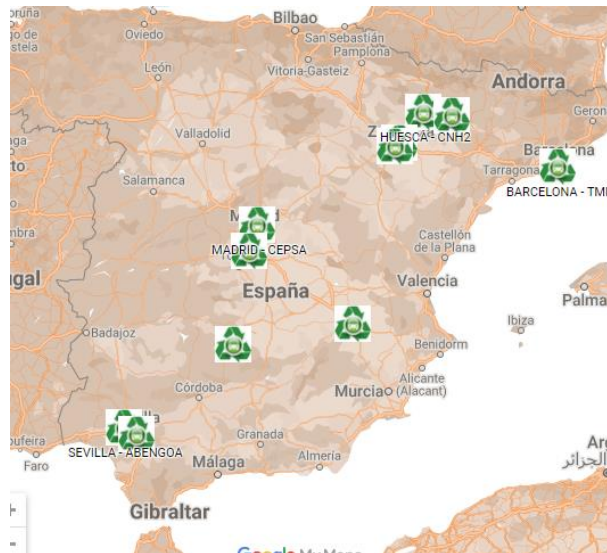 Bilbao
Oviedo
San Sebastián
Pamplona
Vitoria-Gasteiz
León
Andorra
Valladolid
HUESCA - CNH2
Barcelona
Tarragona
BARCELONA - TM
Salamanca
MADRID - CEPSA
Castellón
de la Plana
España
Valencia
Palma
Ibiza
Badajoz
Benidorm
Alicante
(Alacant)
Murcia
Córdoba
SEVILLA - ABENGOA
Granada
Almería
Málaga
Faro
الجزائر
Gibraltar